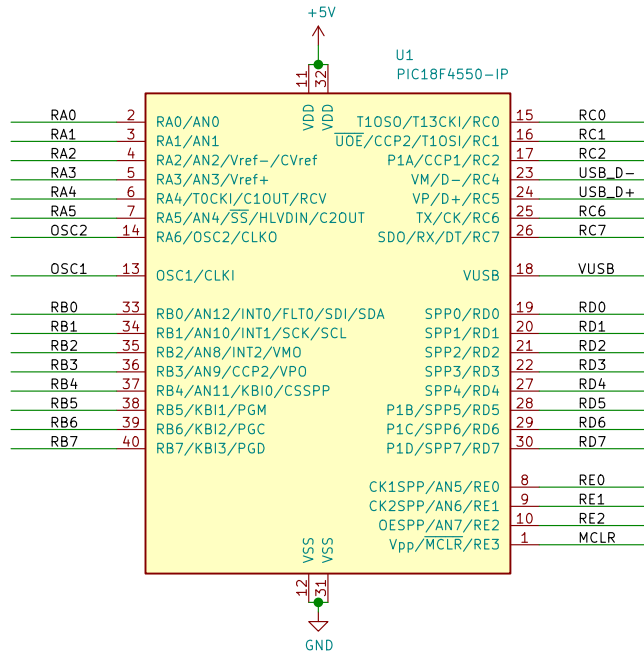 +5V
U1
PIC18F4550-IP
11 32
VDD VDD
RA0 2 RA0/AN0 T1OSO/T13CKI/RC0 15 RC0
RA1 3 RA1/AN1 UOE/CCP2/T1OSI/RC1 16 RC1
RA2 4 RA2/AN2/Vref-/CVref P1A/CCP1/RC2 17 RC2
RA3 5 RA3/AN3/Vref+ VM/D-/RC4 23 USB_D-
RA4 6 RA4/T0CKI/C1OUT/RCV VP/D+/RC5 24 USB_D+
RA5 7 RA5/AN4/SS/HLVDIN/C2OUT TX/CK/RC6 25 RC6
OSC2 14 RA6/OSC2/CLKO SDO/RX/DT/RC7 26 RC7
OSC1 13 OSC1/CLKI VUSB 18 VUSB
RB0 33 RB0/AN12/INT0/FLT0/SDI/SDA SPP0/RD0 19 RD0
RB1 34 RB1/AN10/INT1/SCK/SCL SPP1/RD1 20 RD1
RB2 35 RB2/AN8/INT2/VMO SPP2/RD2 21 RD2
RB3 36 RB3/AN9/CCP2/VPO SPP3/RD3 22 RD3
RB4 37 RB4/AN11/KBI0/CSSPP SPP4/RD4 27 RD4
RB5 38 RB5/KBI1/PGM P1B/SPP5/RD5 28 RD5
RB6 39 RB6/KBI2/PGC P1C/SPP6/RD6 29 RD6
RB7 40 RB7/KBI3/PGD P1D/SPP7/RD7 30 RD7
CK1SPP/AN5/RE0 8 RE0
CK2SPP/AN6/RE1 9 RE1
OESPP/AN7/RE2 10 RE2
Vpp/MCLR/RE3 1 MCLR
VSS VSS
12 31
GND